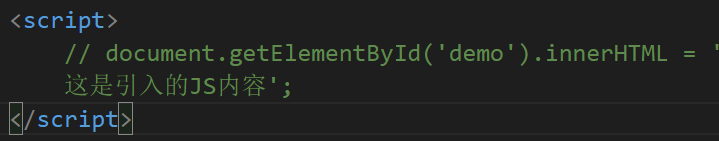 <script>
// document.getElementById('demo').innerHTML = '
这是引入的JS内容';
</script>